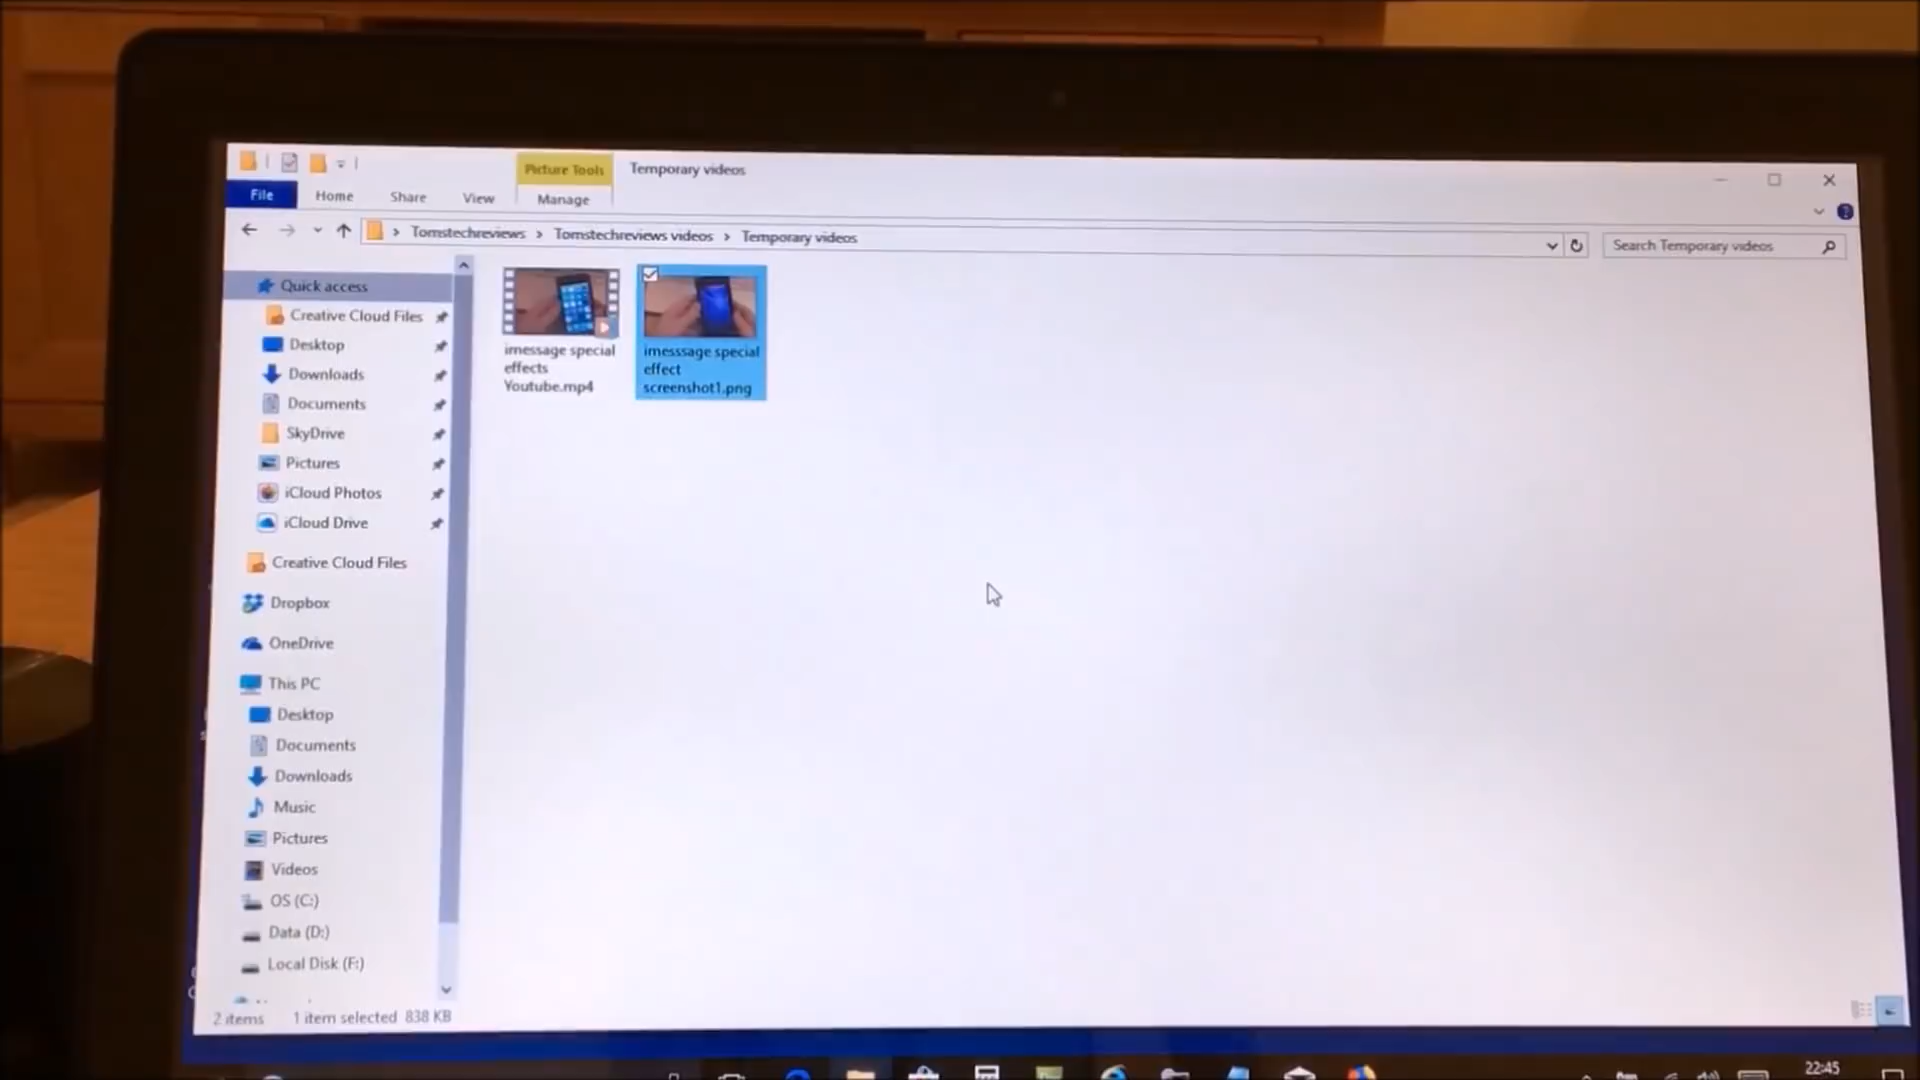 Picture Tools
Temporary videos
File
Home
Share
View
Manage
Tomstechreviews
Tomstechreviews videos
Temporary videos
Search Temporary videos
Quick access
Creative Cloud Files
Desktop
Downloads
Documents
SkyDrive
Pictures
iCloud Photos
iCloud Drive
Creative Cloud Files
Dropbox
OneDrive
This PC
Desktop
Documents
Downloads
Music
Pictures
Videos
OS (C:)
Data (D:)
Local Disk (F:)
imessage special
effects
Youtube.mp4
imesssage special
effect
screenshot1.png
2 items
1 item selected 838 KB
22:45